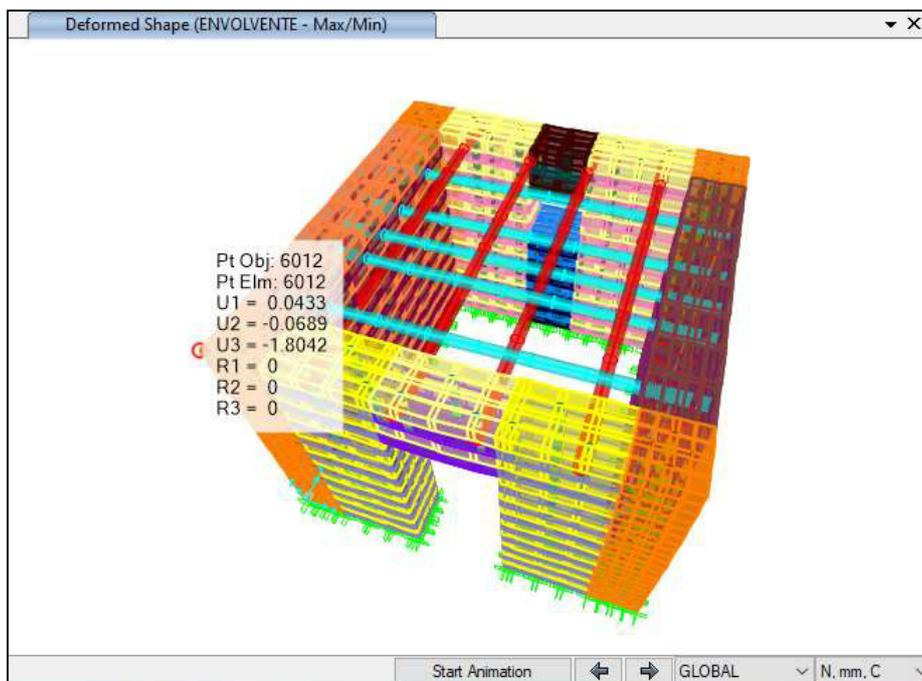 Deformed Shape (ENVOLVENTE - Max/Min)
Pt Obj: 6012
Pt Elm: 6012
U1 = 0.0433
U2 = -0.0689
U3 = -1.8042
R1 = 0
R2 = 0
R3 = 0
Start Animation
GLOBAL
N, mm, C